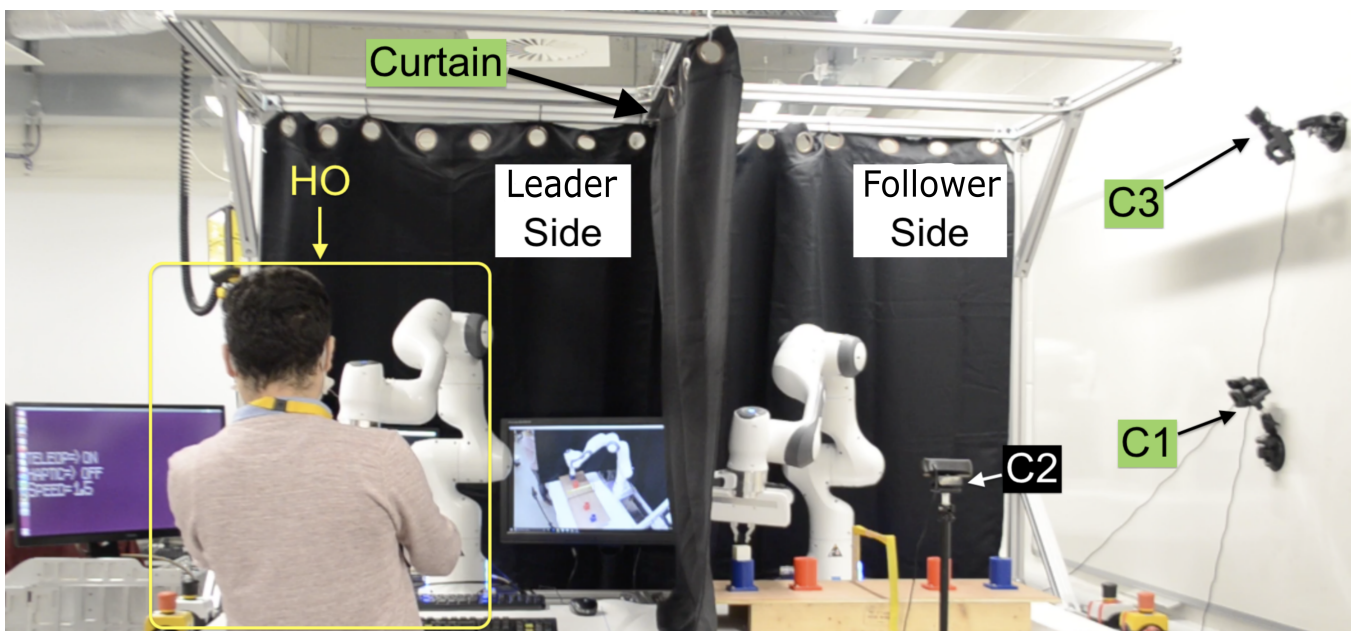 Curtain
HO
Leader
Side
Follower
Side
C3
C1
C2
TELEOP=) ON
HAPTIC=) OFF
SPEED= 1.5